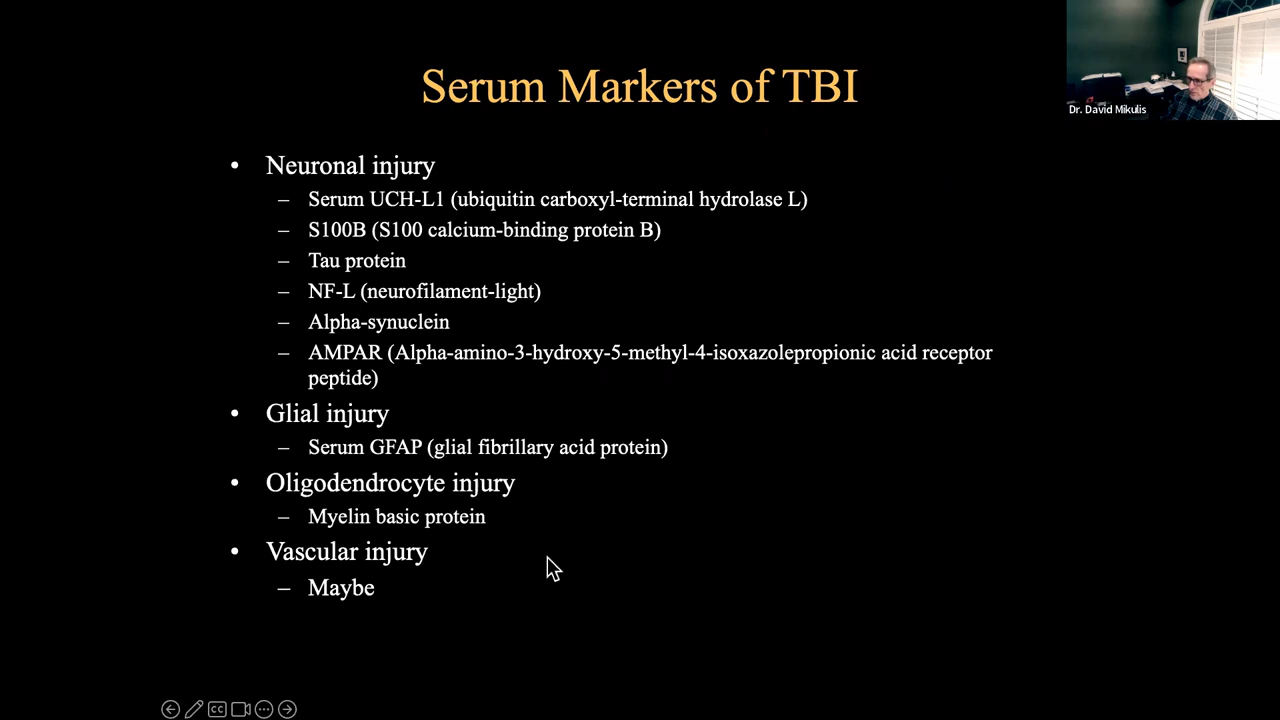 Serum Markers of TBI
Dr. David Mikulis
• Neuronal injury
– Serum UCH-L1 (ubiquitin carboxyl-terminal hydrolase L)
– S100B (S100 calcium-binding protein B)
– Tau protein
– NF-L (neurofilament-light)
– Alpha-synuclein
– AMPAR (Alpha-amino-3-hydroxy-5-methyl-4-isoxazolepropionic acid receptor
peptide)
• Glial injury
– Serum GFAP (glial fibrillary acid protein)
• Oligodendrocyte injury
– Myelin basic protein
• Vascular injury
– Maybe
CC